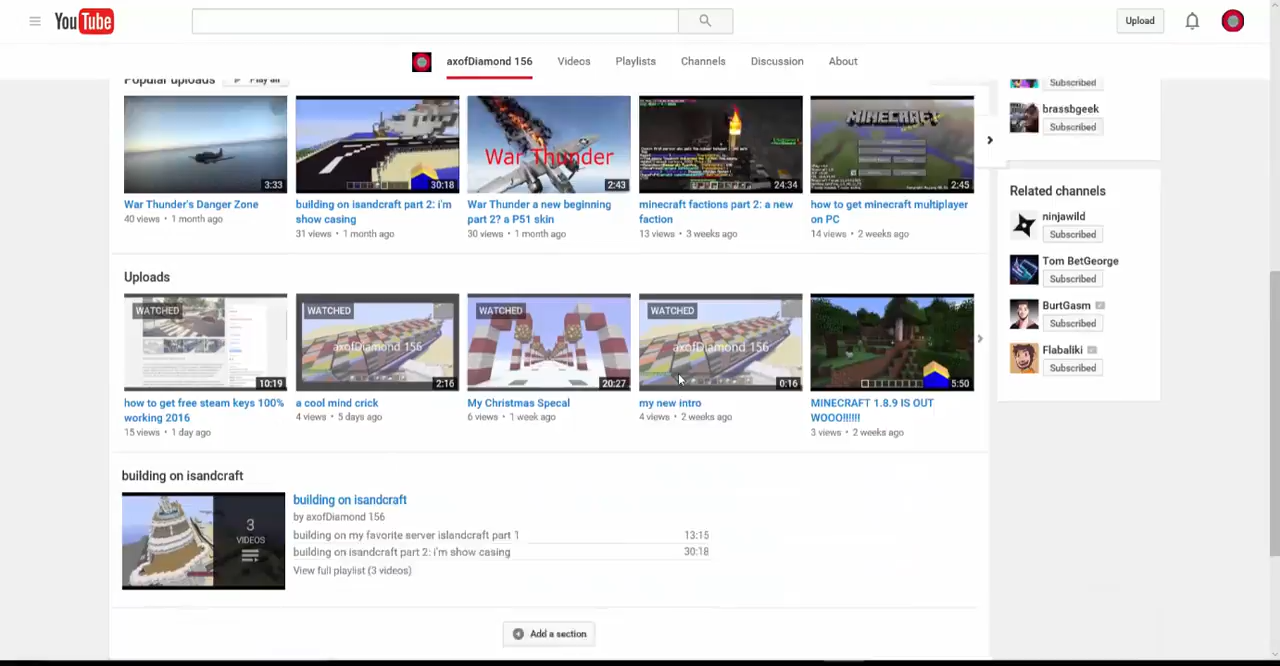 YouTube
Upload
axofDiamond 156
Videos
Playlists
Channels
Discussion
About
Popular uploads
Play all
3:33
30:18
War Thunder
2:43
24:34
MINECRAFT
2:45
War Thunder's Danger Zone
40 views • 1 month ago
building on isandcraft part 2: i'm
show casing
31 views • 1 month ago
War Thunder a new beginning
part 2? a P51 skin
30 views • 1 month ago
minecraft factions part 2: a new
faction
13 views • 3 weeks ago
how to get minecraft multiplayer
on PC
14 views • 2 weeks ago
Subscribed
brassbgeek
Subscribed
Related channels
ninjawild
Subscribed
Tom BetGeorge
Subscribed
BurtGasm
Subscribed
Flabaliki
Subscribed
Uploads
WATCHED
10:19
WATCHED
axofDiamond 156
2:16
WATCHED
20:27
WATCHED
axofDiamond 156
0:16
5:50
how to get free steam keys 100%
working 2016
15 views • 1 day ago
a cool mind crick
4 views • 5 days ago
My Christmas Specal
6 views • 1 week ago
my new intro
4 views • 2 weeks ago
MINECRAFT 1.8.9 IS OUT
WOOO!!!!!!
3 views • 2 weeks ago
building on isandcraft
3
VIDEOS
building on isandcraft
by axofDiamond 156
building on my favorite server islandcraft part 1 13:15
building on isandcraft part 2: i'm show casing 30:18
View full playlist (3 videos)
Add a section